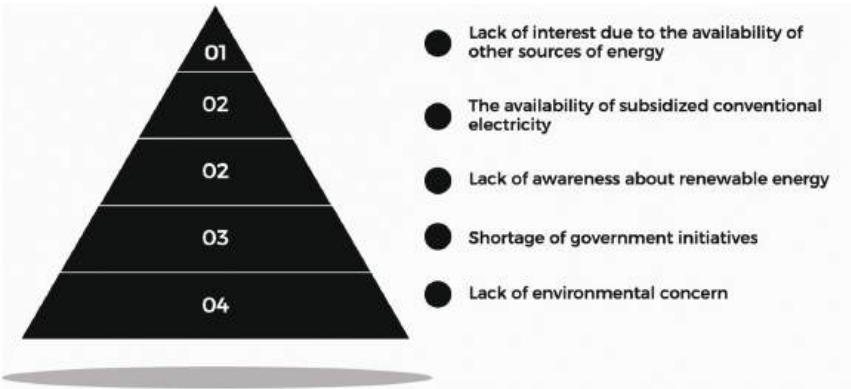 01
Lack of interest due to the availability of
other sources of energy
02
The availability of subsidized conventional
electricity
02
Lack of awareness about renewable energy
03
Shortage of government initiatives
04
Lack of environmental concern